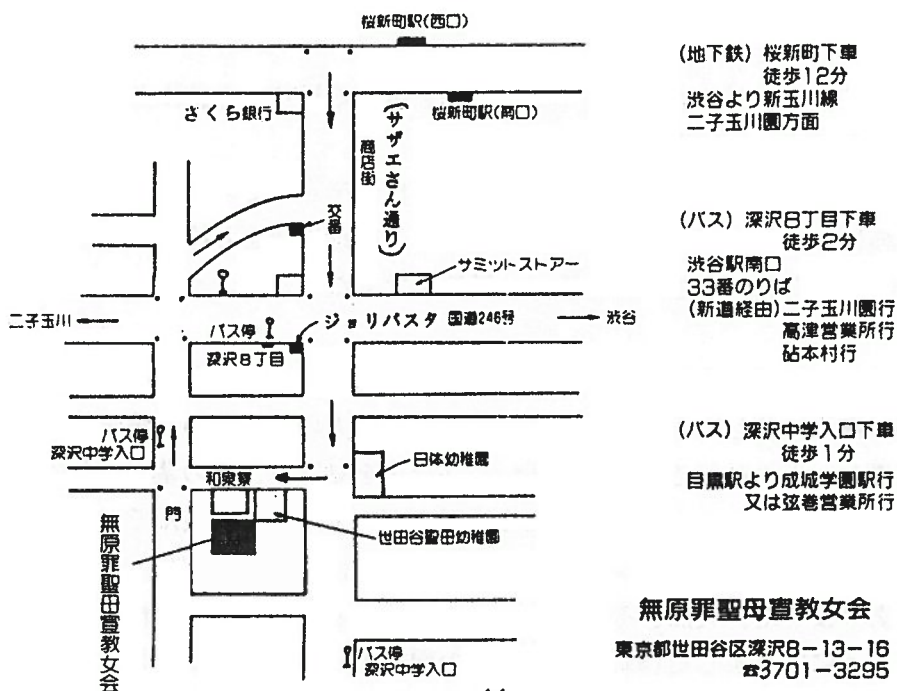 桜新町駅(西口)
さくら銀行
桜新町駅(南口)
商店街
(サザエさん通り)
交番
サミットストアー
二子玉川
バス停
深沢8丁目
ジョリパスタ 国道246号
渋谷
バス停
深沢中学入口
和泉寮
日体幼稚園
門
世田谷聖母幼稚園
無原罪聖母宣教女会
バス停
深沢中学入口
(地下鉄) 桜新町下車
徒歩12分
渋谷より新玉川線
二子玉川園方面
(バス) 深沢8丁目下車
徒歩2分
渋谷駅南口
33番のりば
(新道経由)二子玉川園行
高津営業所行
砧本村行
(バス) 深沢中学入口下車
徒歩1分
目黒駅より成城学園駅行
又は弦巻営業所行
無原罪聖母宣教女会
東京都世田谷区深沢8-13-16
☎3701-3295